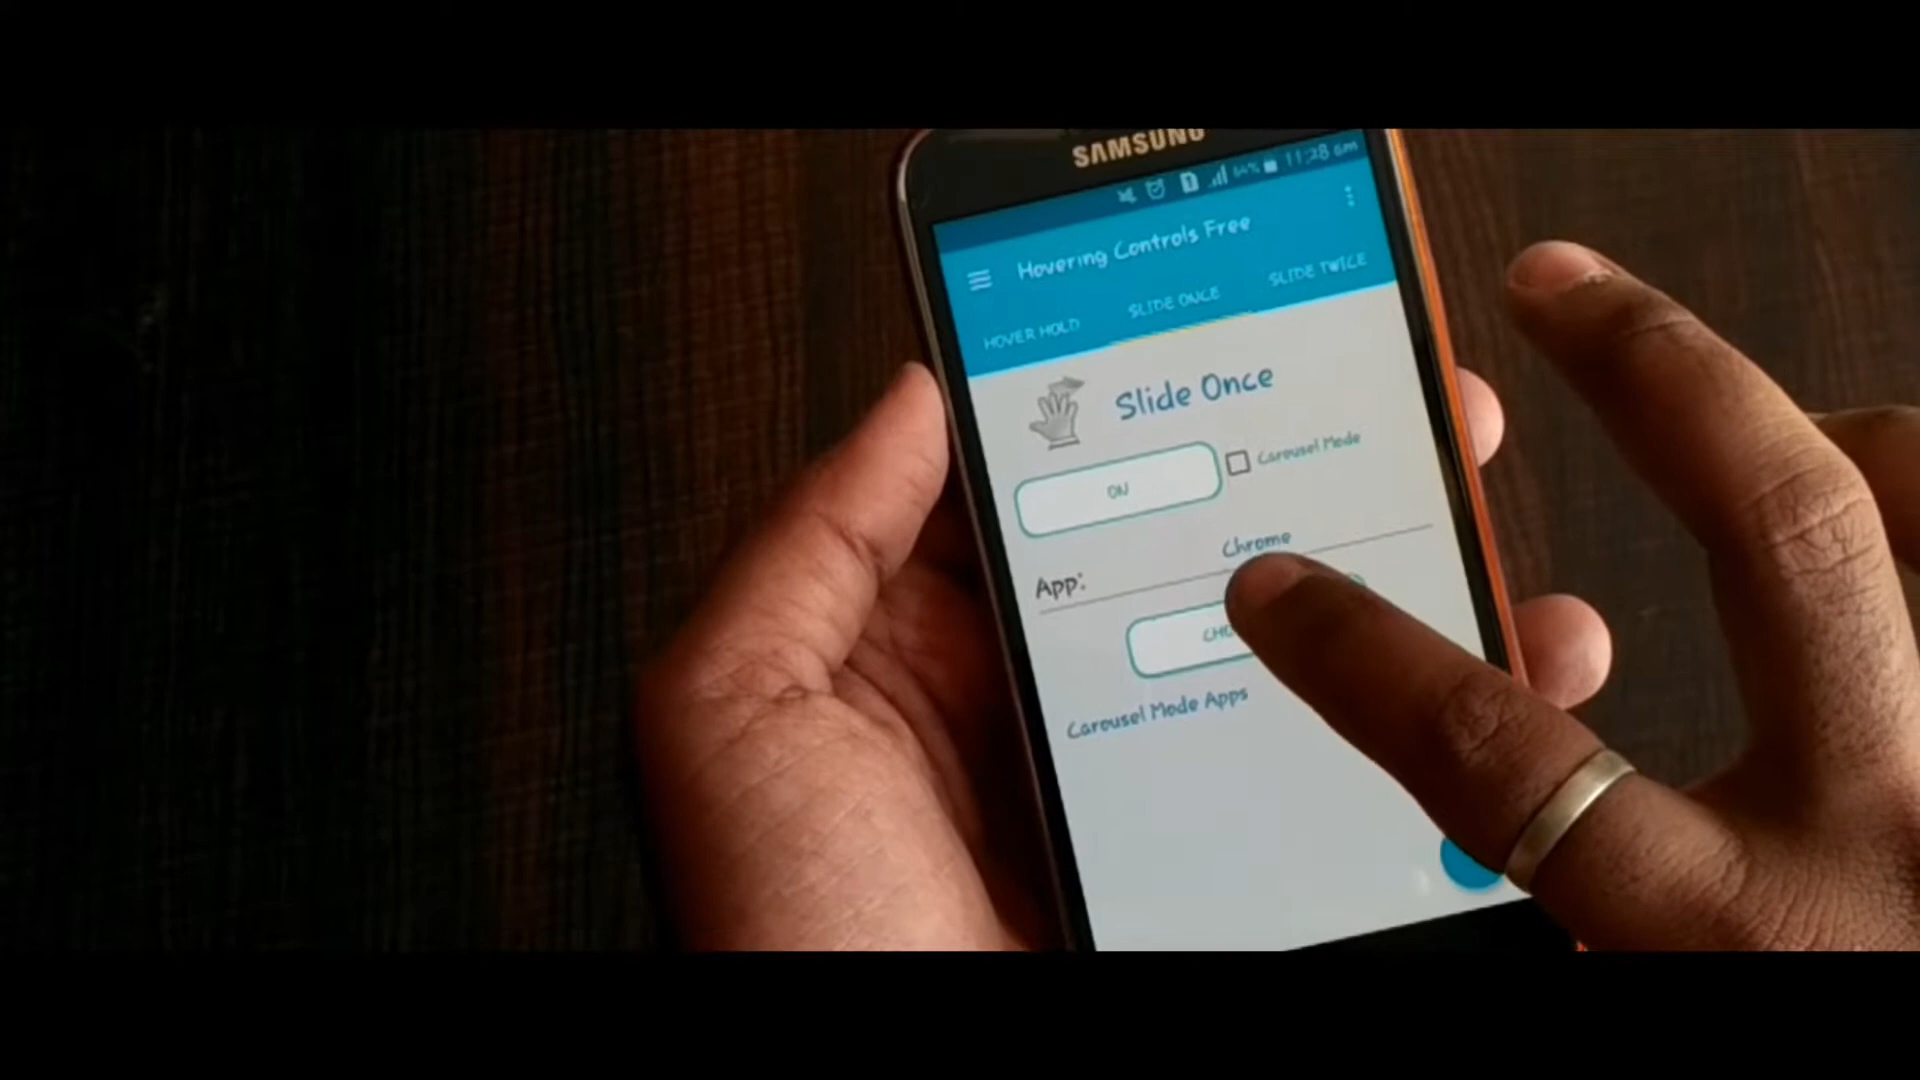 SAMSUNG
64% 11:28 am
Hovering Controls Free
HOVER HOLD SLIDE ONCE SLIDE TWICE
Slide Once
ON Carousel Mode
Chrome
App:
Carousel Mode Apps